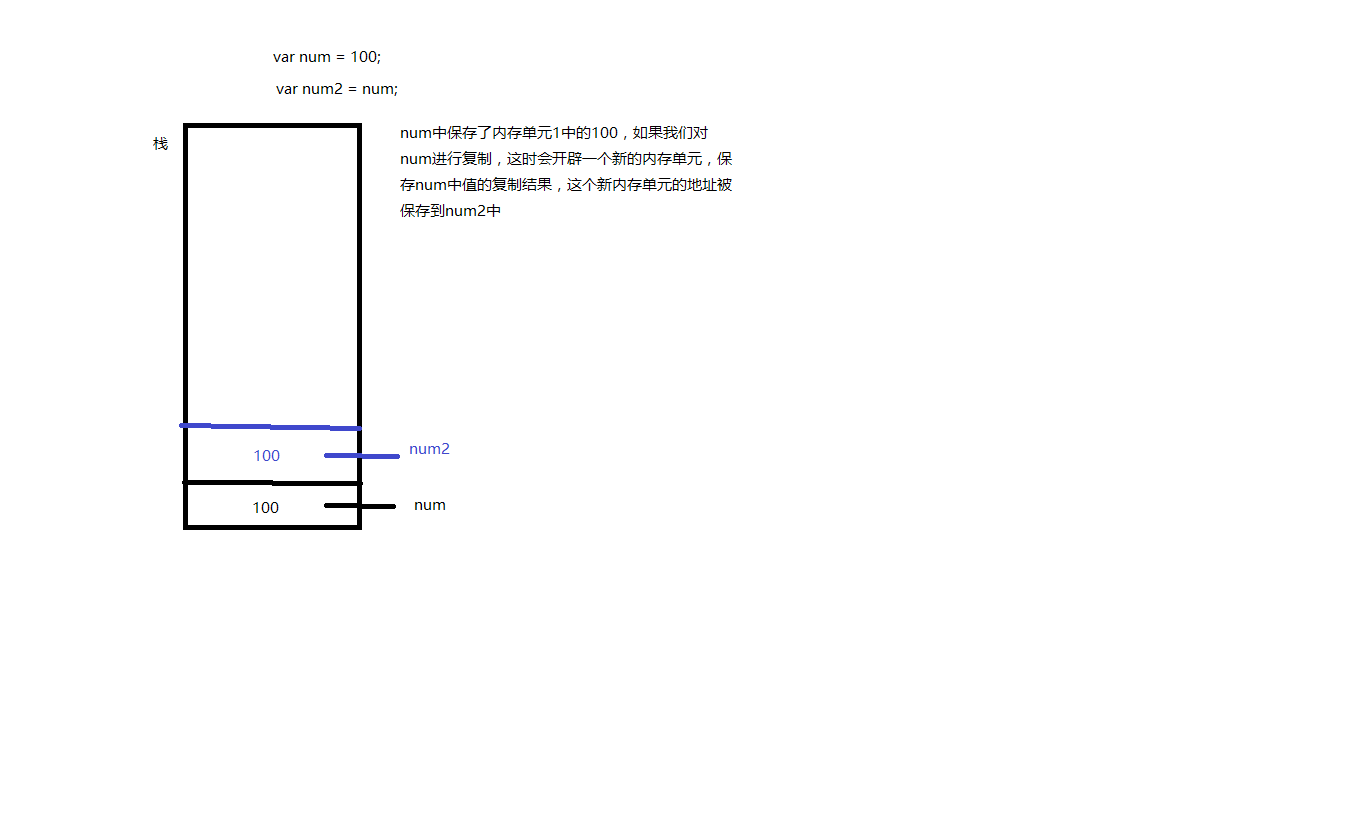 var num = 100;
var num2 = num;
栈
num中保存了内存单元1中的100，如果我们对
num进行复制，这时会开辟一个新的内存单元，保
存num中值的复制结果，这个新内存单元的地址被
保存到num2中
100
num2
100
num